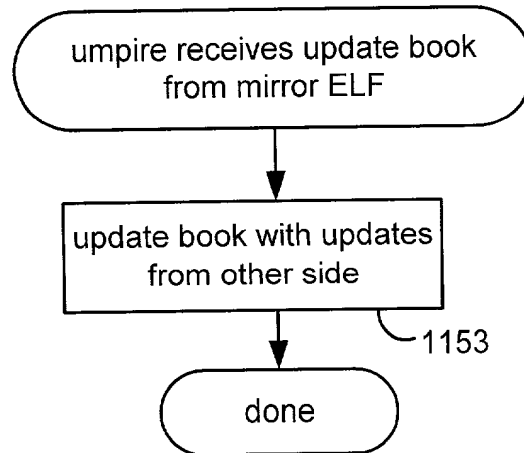 umpire receives update book
from mirror ELF
update book with updates
from other side
1153
done